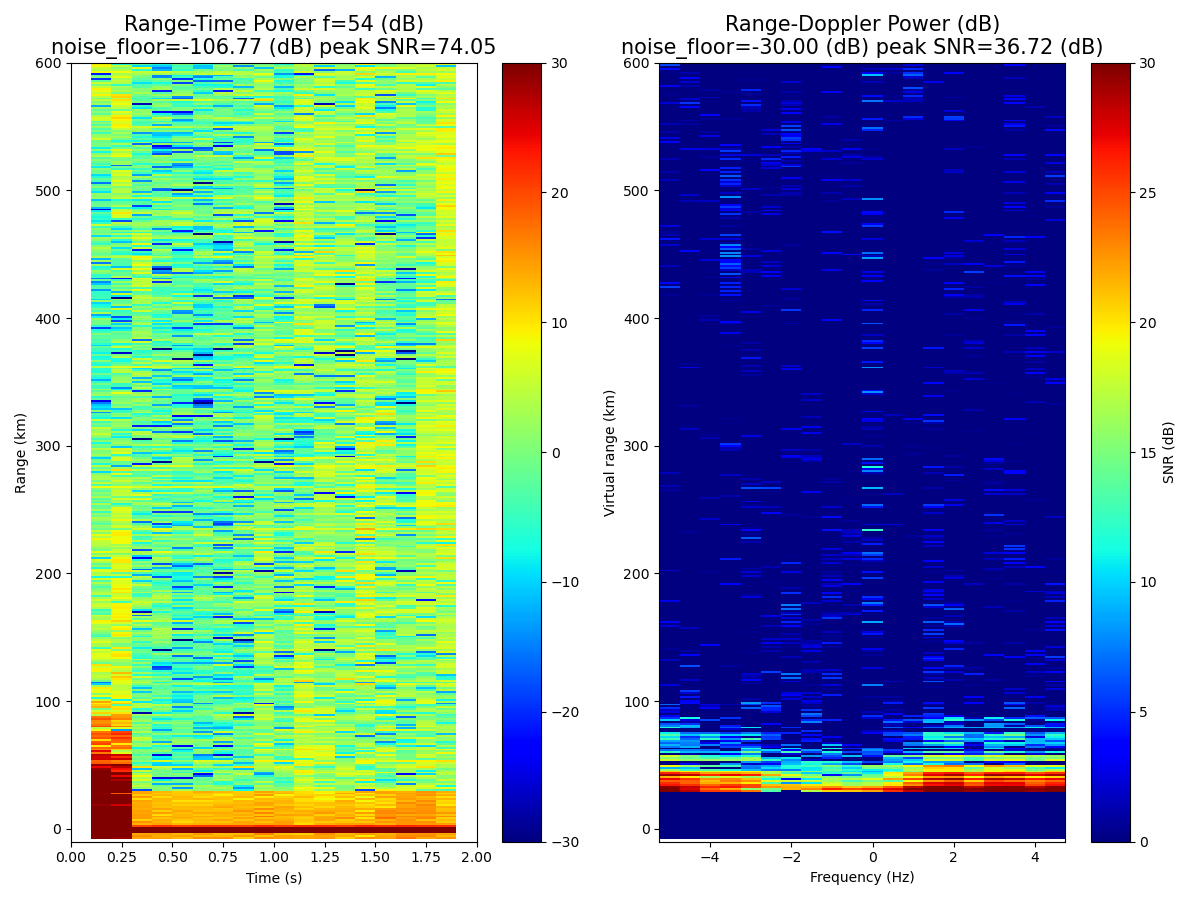 Range-Time Power f=54 (dB)
noise_floor=-106.77 (dB) peak SNR=74.05
Range-Doppler Power (dB)
noise_floor=-30.00 (dB) peak SNR=36.72 (dB)
600
500
400
300
200
100
0
Range (km)
0.00 0.25 0.50 0.75 1.00 1.25 1.50 1.75 2.00
Time (s)
30
20
10
0
−10
−20
−30
600
500
400
300
200
100
0
Virtual range (km)
−4 −2 0 2 4
Frequency (Hz)
30
25
20
15
10
5
0
SNR (dB)